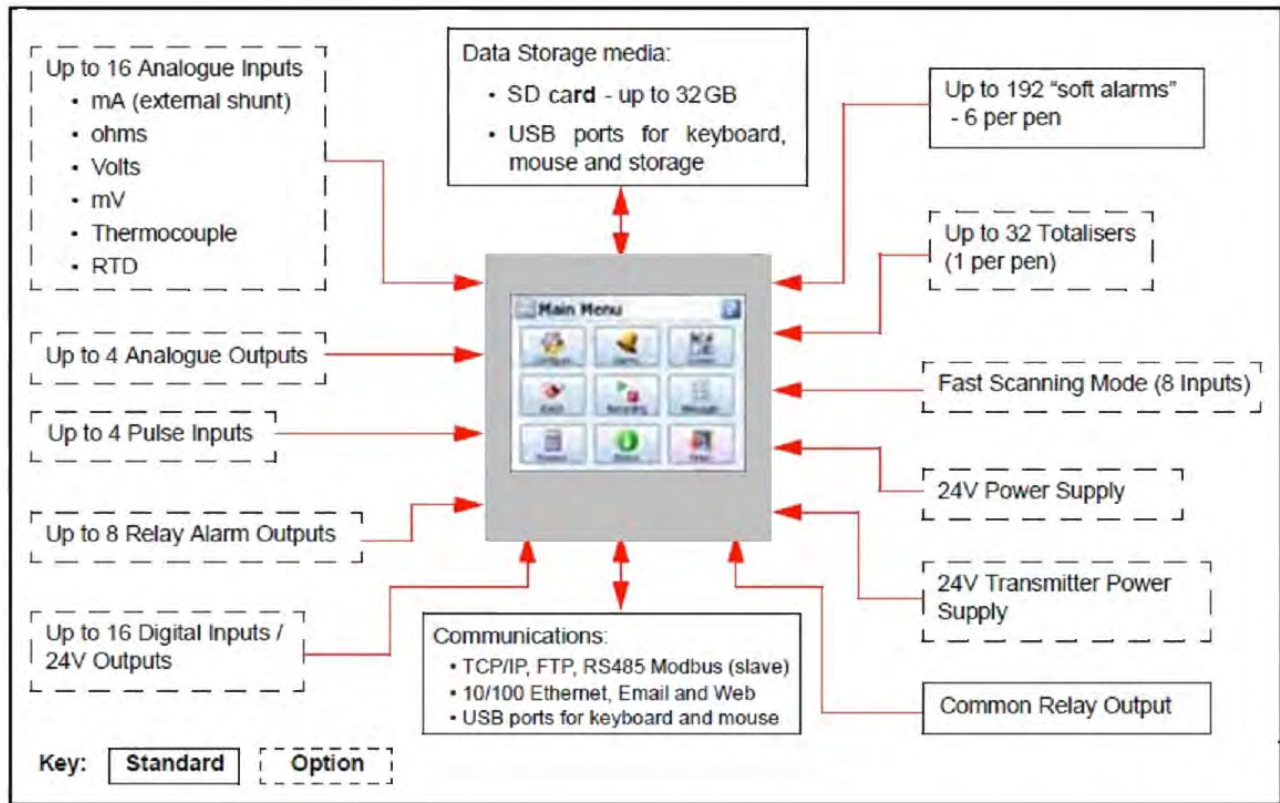 Up to 16 Analogue Inputs
• mA (external shunt)
• ohms
• Volts
• mV
• Thermocouple
• RTD
Up to 4 Analogue Outputs
Up to 4 Pulse Inputs
Up to 8 Relay Alarm Outputs
Up to 16 Digital Inputs /
24V Outputs
Data Storage media:
• SD card - up to 32GB
• USB ports for keyboard,
mouse and storage
Main Menu
Communications:
• TCP/IP, FTP, RS485 Modbus (slave)
• 10/100 Ethernet, Email and Web
• USB ports for keyboard and mouse
Up to 192 “soft alarms”
- 6 per pen
Up to 32 Totalisers
(1 per pen)
Fast Scanning Mode (8 Inputs)
24V Power Supply
24V Transmitter Power
Supply
Common Relay Output
Key: Standard Option